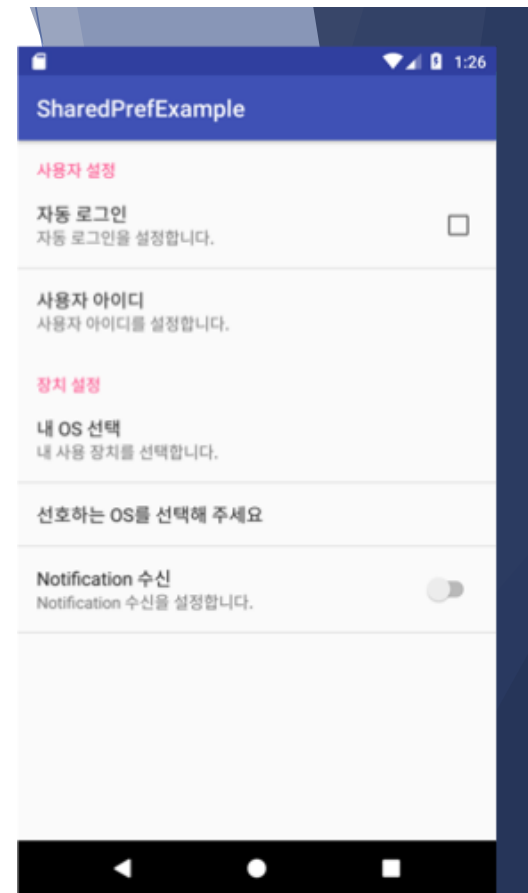 1:26
SharedPrefExample
사용자 설정
자동 로그인
자동 로그인을 설정합니다.
사용자 아이디
사용자 아이디를 설정합니다.
장치 설정
내 OS 선택
내 사용 장치를 선택합니다.
선호하는 OS를 선택해 주세요
Notification 수신
Notification 수신을 설정합니다.